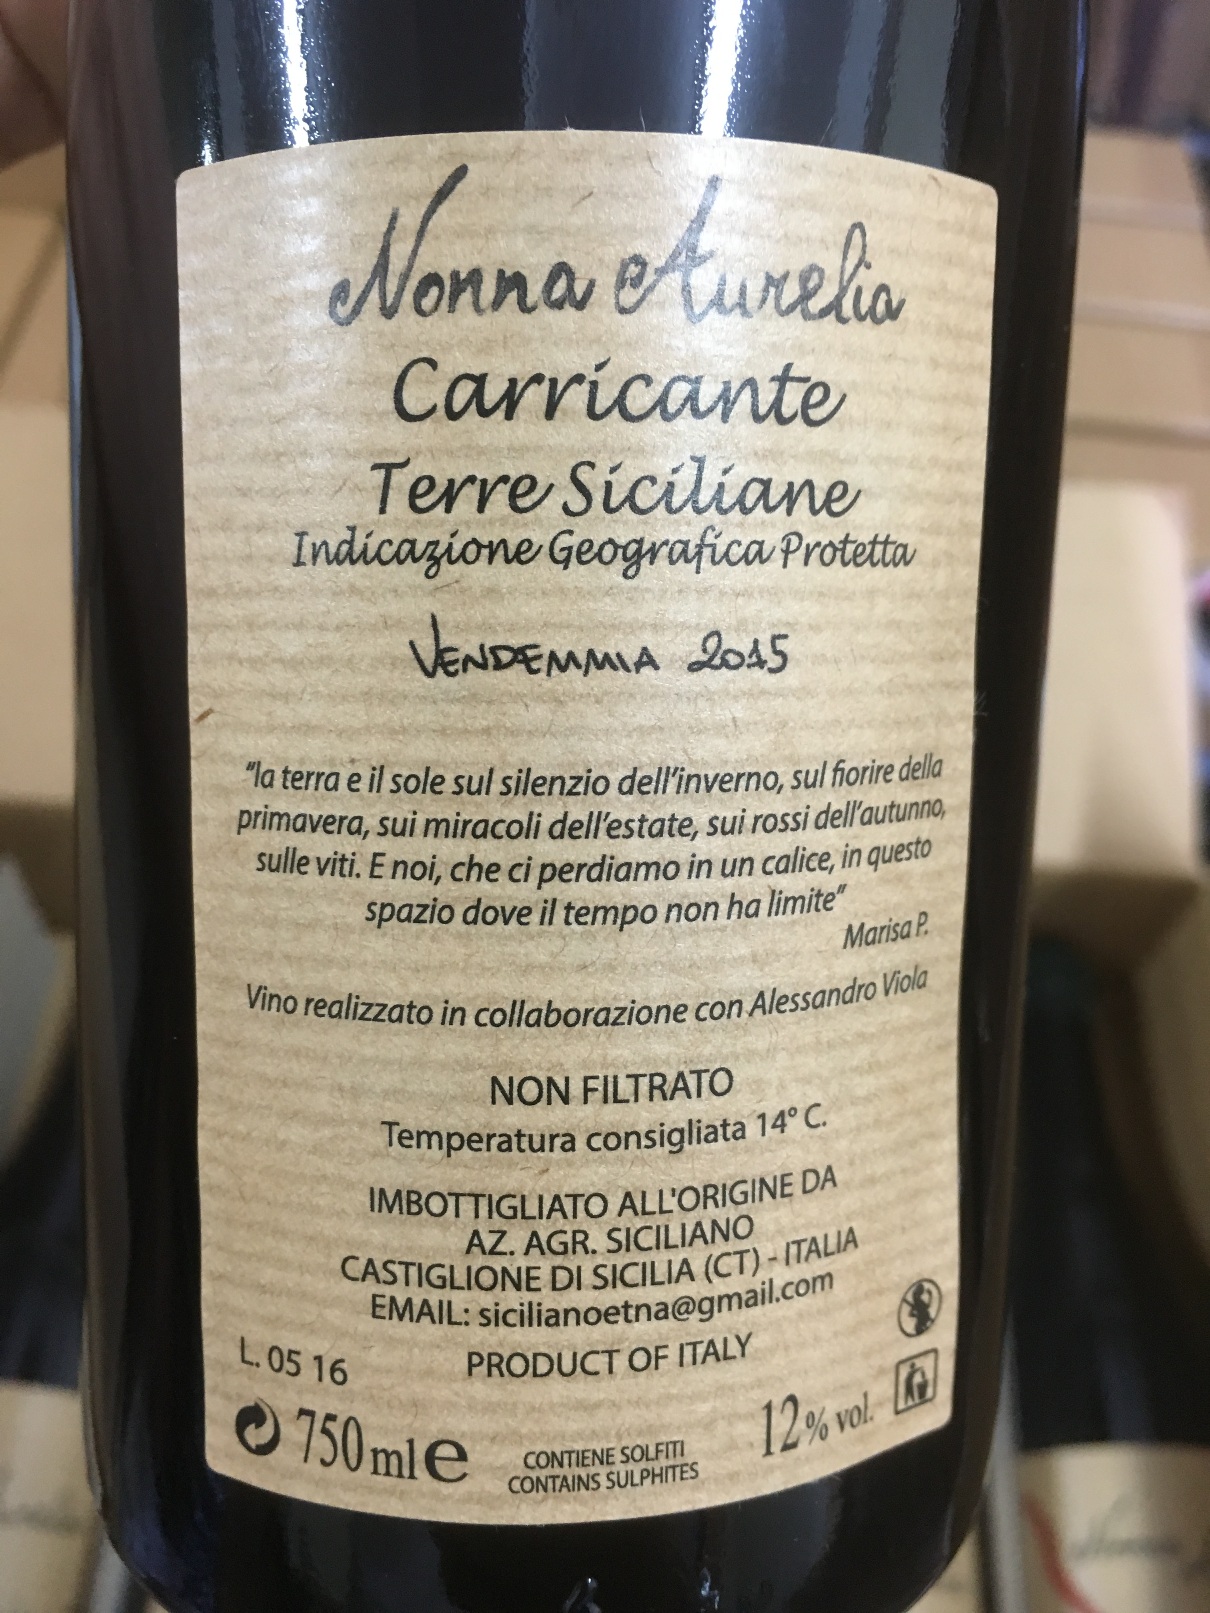 Nonna Aurelia
Carricante
Terre Siciliane
Indicazione Geografica Protetta
VENDEMMIA 2015
“la terra e il sole sul silenzio dell'inverno, sul fiorire della
primavera, sui miracoli dell'estate, sui rossi dell'autunno,
sulle viti. E noi, che ci perdiamo in un calice, in questo
spazio dove il tempo non ha limite”
Marisa P.
Vino realizzato in collaborazione con Alessandro Viola
NON FILTRATO
Temperatura consigliata 14° C.
IMBOTTIGLIATO ALL'ORIGINE DA
AZ. AGR. SICILIANO
CASTIGLIONE DI SICILIA (CT) - ITALIA
EMAIL: sicilianoetna@gmail.com
L. 05 16
PRODUCT OF ITALY
750 ml e
CONTIENE SOLFITI
CONTAINS SULPHITES
12% vol.